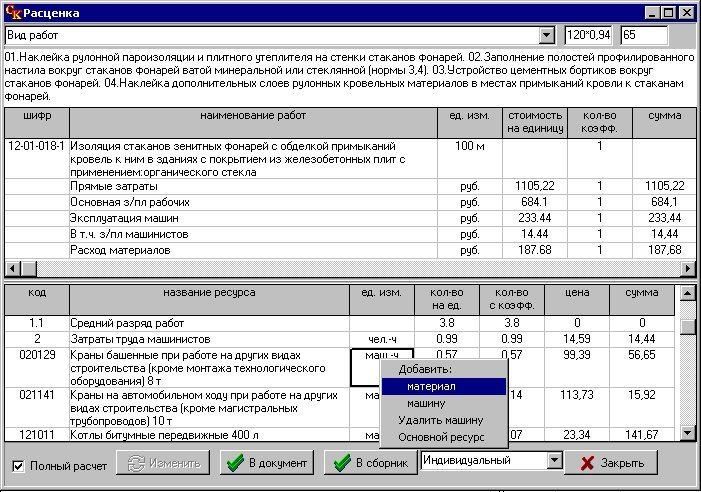 СК Расценка
Вид работ 120*0,94 65
01.Наклейка рулонной пароизоляции и плитного утеплителя на стенки стаканов фонарей. 02.Заполнение полостей профилированного
настила вокруг стаканов фонарей ватой минеральной или стеклянной (нормы 3,4). 03.Устройство цементных бортиков вокруг
стаканов фонарей. 04.Наклейка дополнительных слоев рулонных кровельных материалов в местах примыканий кровли к стаканам
фонарей.
шифр наименование работ ед. изм. стоимость кол-во сумма
на единицу коэфф.
12-01-018-1 Изоляция стаканов зенитных фонарей с обделкой примыканий 100 м 1
кровель к ним в зданиях с покрытием из железобетонных плит с
применением:органического стекла
Прямые затраты руб. 1105,22 1 1105,22
Основная з/пл рабочих руб. 684.1 1 684,1
Эксплуатация машин руб. 233.44 1 233,44
В т.ч. з/пл машинистов руб. 14.44 1 14,44
Расход материалов руб. 187.68 1 187,68
код название ресурса ед. изм. кол-во кол-во цена сумма
на ед. с коэфф.
1.1 Средний разряд работ 3.8 3.8 0 0
2 Затраты труда машинистов чел.-ч 0.99 0.99 14,59 14,44
020129 Краны башенные при работе на других видах маш.-ч 0.57 0.57 99,39 56,65
строительства (кроме монтажа технологического
оборудования) 8 т
021141 Краны на автомобильном ходу при работе на других ма 14 113,73 15,92
видах строительства (кроме магистральных
трубопроводов) 10 т
121011 Котлы битумные передвижные 400 л ма 07 23,34 141,67
Добавить:
материал
машину
Удалить машину
Основной ресурс
Полный расчет Изменить В документ В сборник Индивидуальный Закрыть